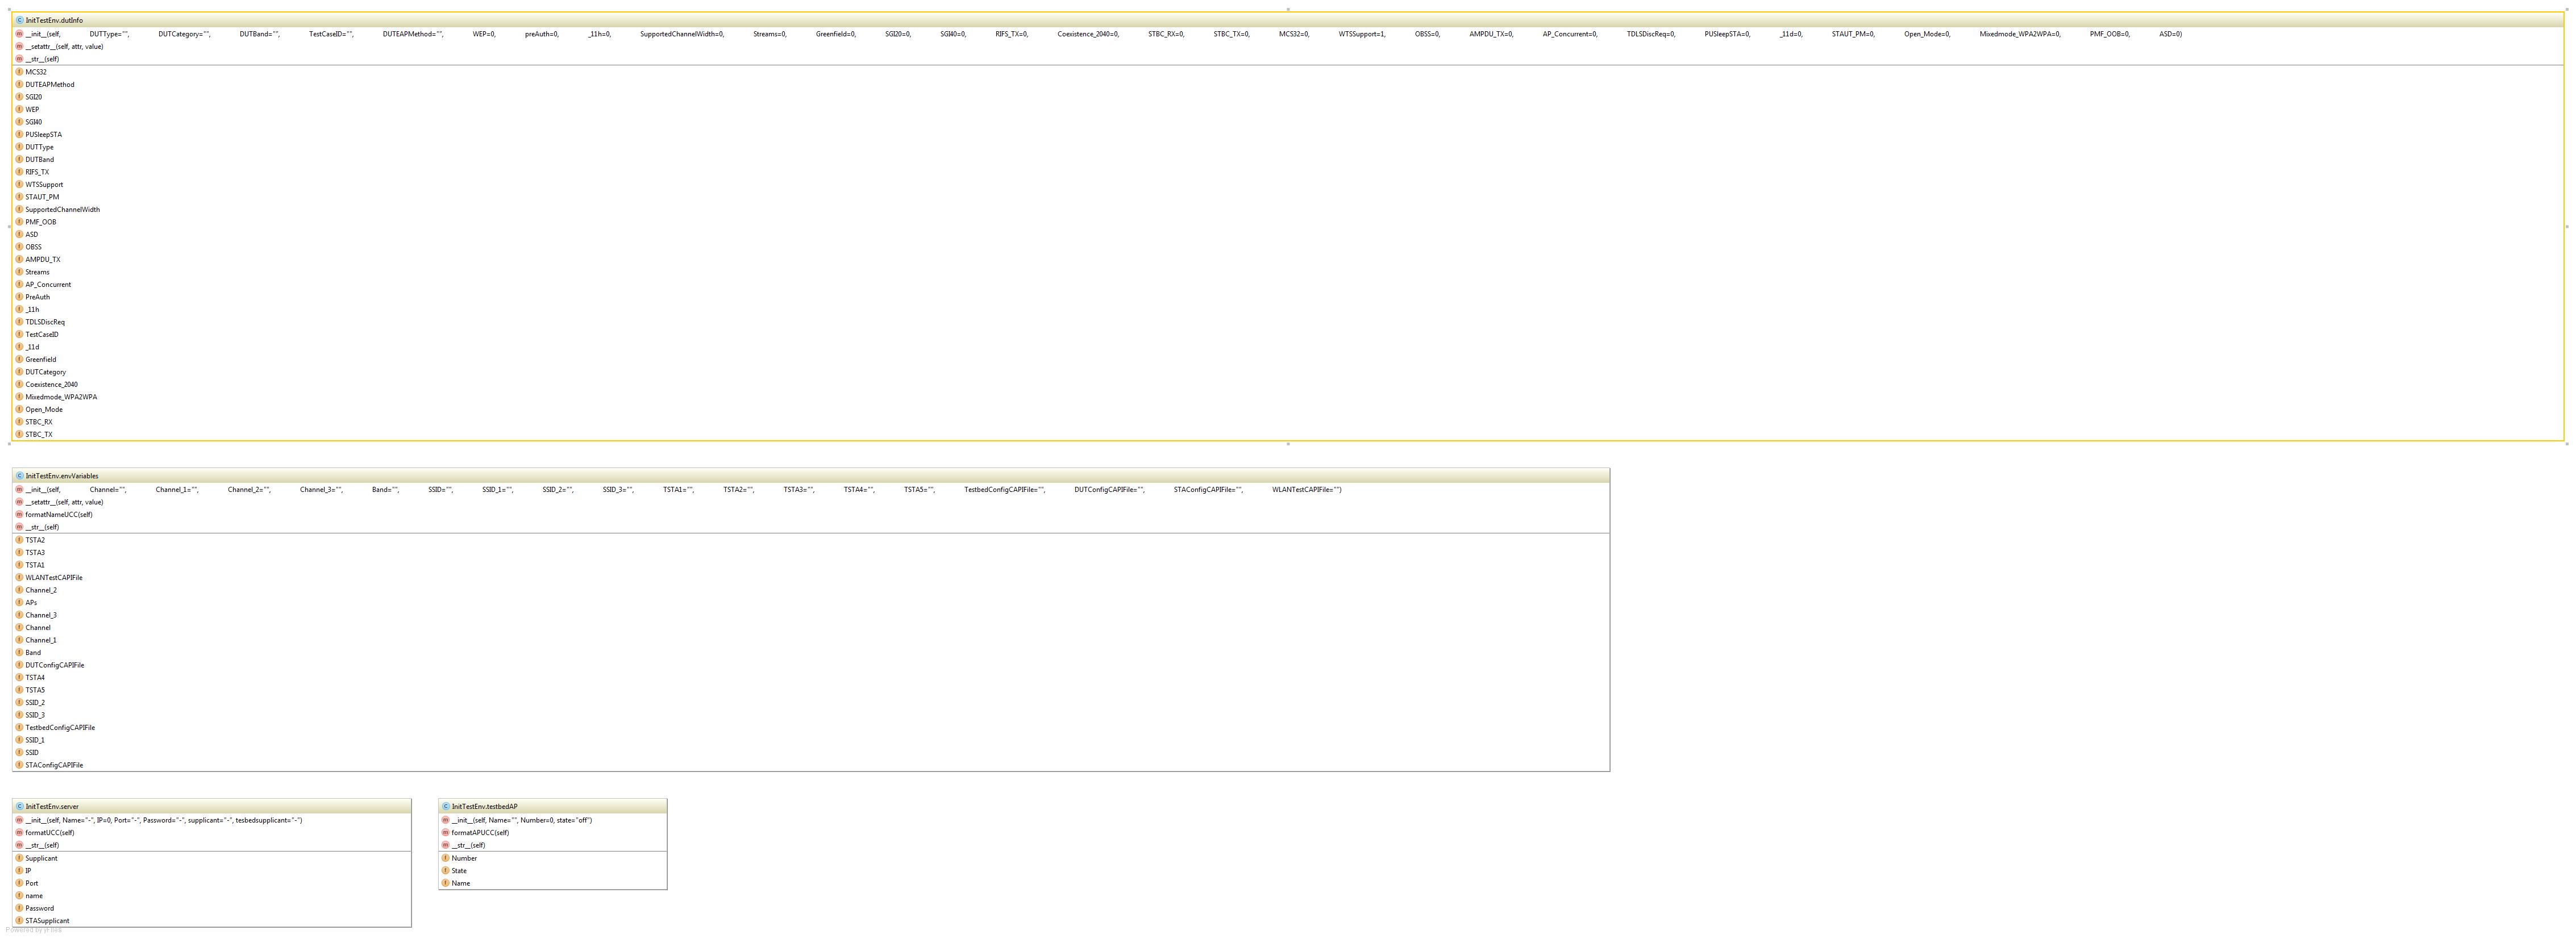 InitTestEnv.dutInfo
__init__(self, DUTType="", DUTCategory="", DUTBand="", TestCaseID="", DUTEAPMethod="", WEP=0, preAuth=0, _11h=0, SupportedChannelWidth=0, Streams=0, Greenfield=0, SGI20=0, SGI40=0, RIFS_TX=0, Coexistence_2040=0, STBC_RX=0, STBC_TX=0, MCS32=0, WTSSupport=1, OBSS=0, AMPDU_TX=0, AP_Concurrent=0, TDLSDiscReq=0, PUSleepSTA=0, _11d=0, STAUT_PM=0, Open_Mode=0, Mixedmode_WPA2WPA=0, PMF_OOB=0, ASD=0)
__setattr__(self, attr, value)
__str__(self)
MCS32
DUTEAPMethod
SGI20
WEP
SGI40
PUSleepSTA
DUTType
DUTBand
RIFS_TX
WTSSupport
STAUT_PM
SupportedChannelWidth
PMF_OOB
ASD
OBSS
AMPDU_TX
Streams
AP_Concurrent
PreAuth
_11h
TDLSDiscReq
TestCaseID
_11d
Greenfield
DUTCategory
Coexistence_2040
Mixedmode_WPA2WPA
Open_Mode
STBC_RX
STBC_TX
InitTestEnv.envVariables
__init__(self, Channel="", Channel_1="", Channel_2="", Channel_3="", Band="", SSID="", SSID_1="", SSID_2="", SSID_3="", TSTA1="", TSTA2="", TSTA3="", TSTA4="", TSTA5="", TestbedConfigCAPIFile="", DUTConfigCAPIFile="", STAConfigCAPIFile="", WLANTestCAPIFile="")
__setattr__(self, attr, value)
formatNameUCC(self)
__str__(self)
TSTA2
TSTA3
TSTA1
WLANTestCAPIFile
Channel_2
APs
Channel_3
Channel
Channel_1
Band
DUTConfigCAPIFile
TSTA4
TSTA5
SSID_2
SSID_3
TestbedConfigCAPIFile
SSID_1
SSID
STAConfigCAPIFile
InitTestEnv.server
__init__(self, Name="-", IP=0, Port="-", Password="-", supplicant="-", tesbedsupplicant="-")
formatUCC(self)
__str__(self)
Supplicant
IP
Port
name
Password
STASupplicant
InitTestEnv.testbedAP
__init__(self, Name="", Number=0, state="off")
formatAPUCC(self)
__str__(self)
Number
State
Name
Powered by yFiles